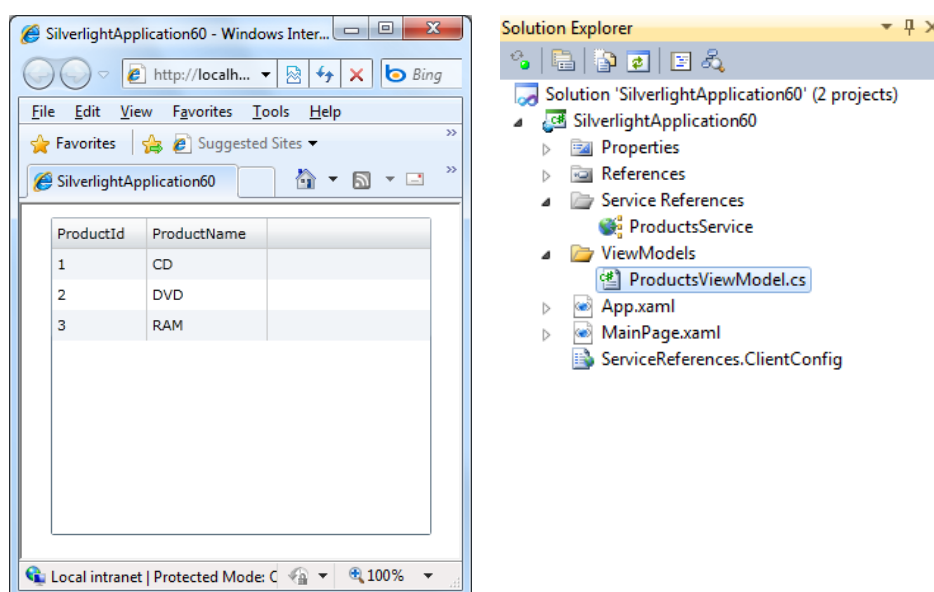 SilverlightApplication60 - Windows Inter...
http://localh...
Bing
File Edit View Favorites Tools Help
Favorites
Suggested Sites
SilverlightApplication60
ProductId ProductName
1 CD
2 DVD
3 RAM
Local intranet | Protected Mode: C
100%
Solution Explorer
Solution 'SilverlightApplication60' (2 projects)
SilverlightApplication60
Properties
References
Service References
ProductsService
ViewModels
ProductsViewModel.cs
App.xaml
MainPage.xaml
ServiceReferences.ClientConfig